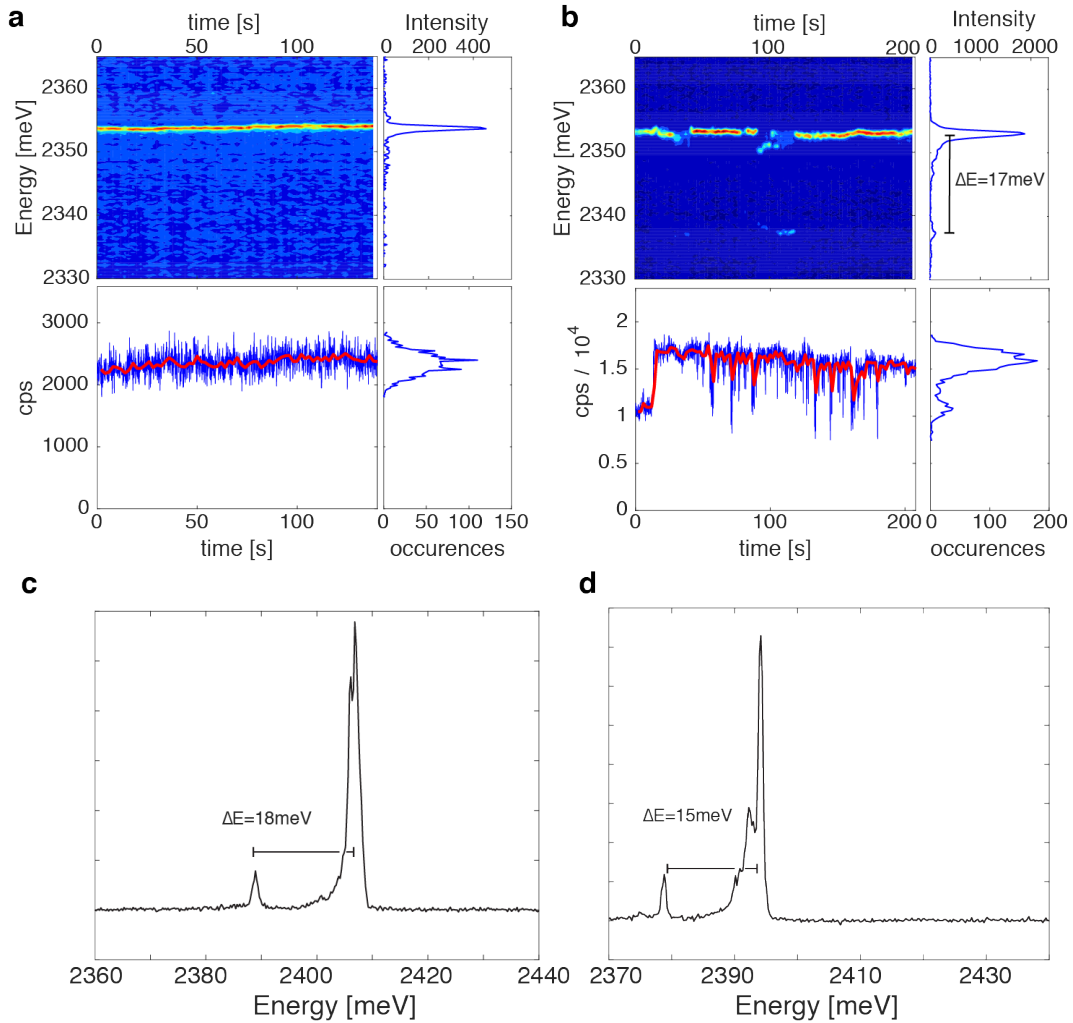 a
time [s]
0 50 100
Intensity
0 200 400
Energy [meV]
2360
2350
2340
2330
cps
3000
2000
1000
0
0 50 100
time [s]
0 50 100 150
occurences
b
time [s]
0 100 200
Intensity
0 1000 2000
Energy [meV]
2360
2350
2340
2330
ΔE=17meV
cps / 10^4
2
1.5
1
0.5
0
0 100 200
time [s]
0 100 200
occurences
c
ΔE=18meV
2360 2380 2400 2420 2440
Energy [meV]
d
ΔE=15meV
2370 2390 2410 2430
Energy [meV]